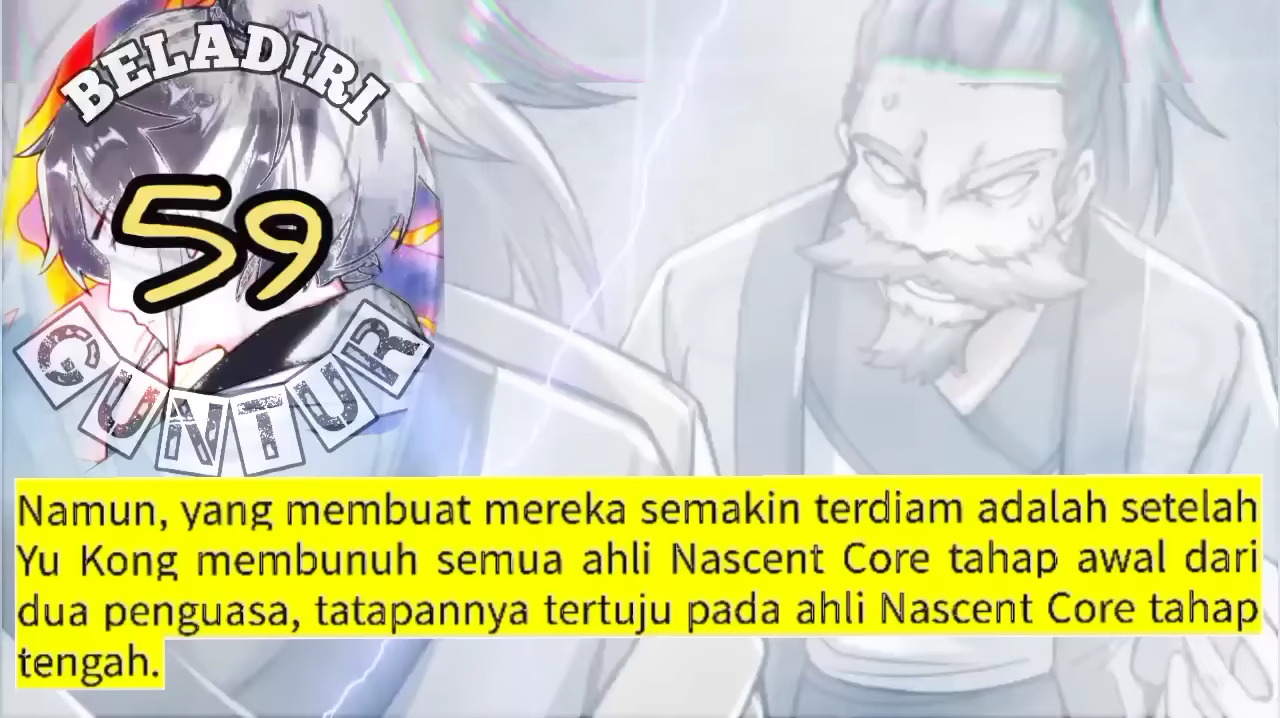 BELADIRI
59
GUNTUR
Namun, yang membuat mereka semakin terdiam adalah setelah
Yu Kong membunuh semua ahli Nascent Core tahap awal dari
dua penguasa, tatapannya tertuju pada ahli Nascent Core tahap
tengah.